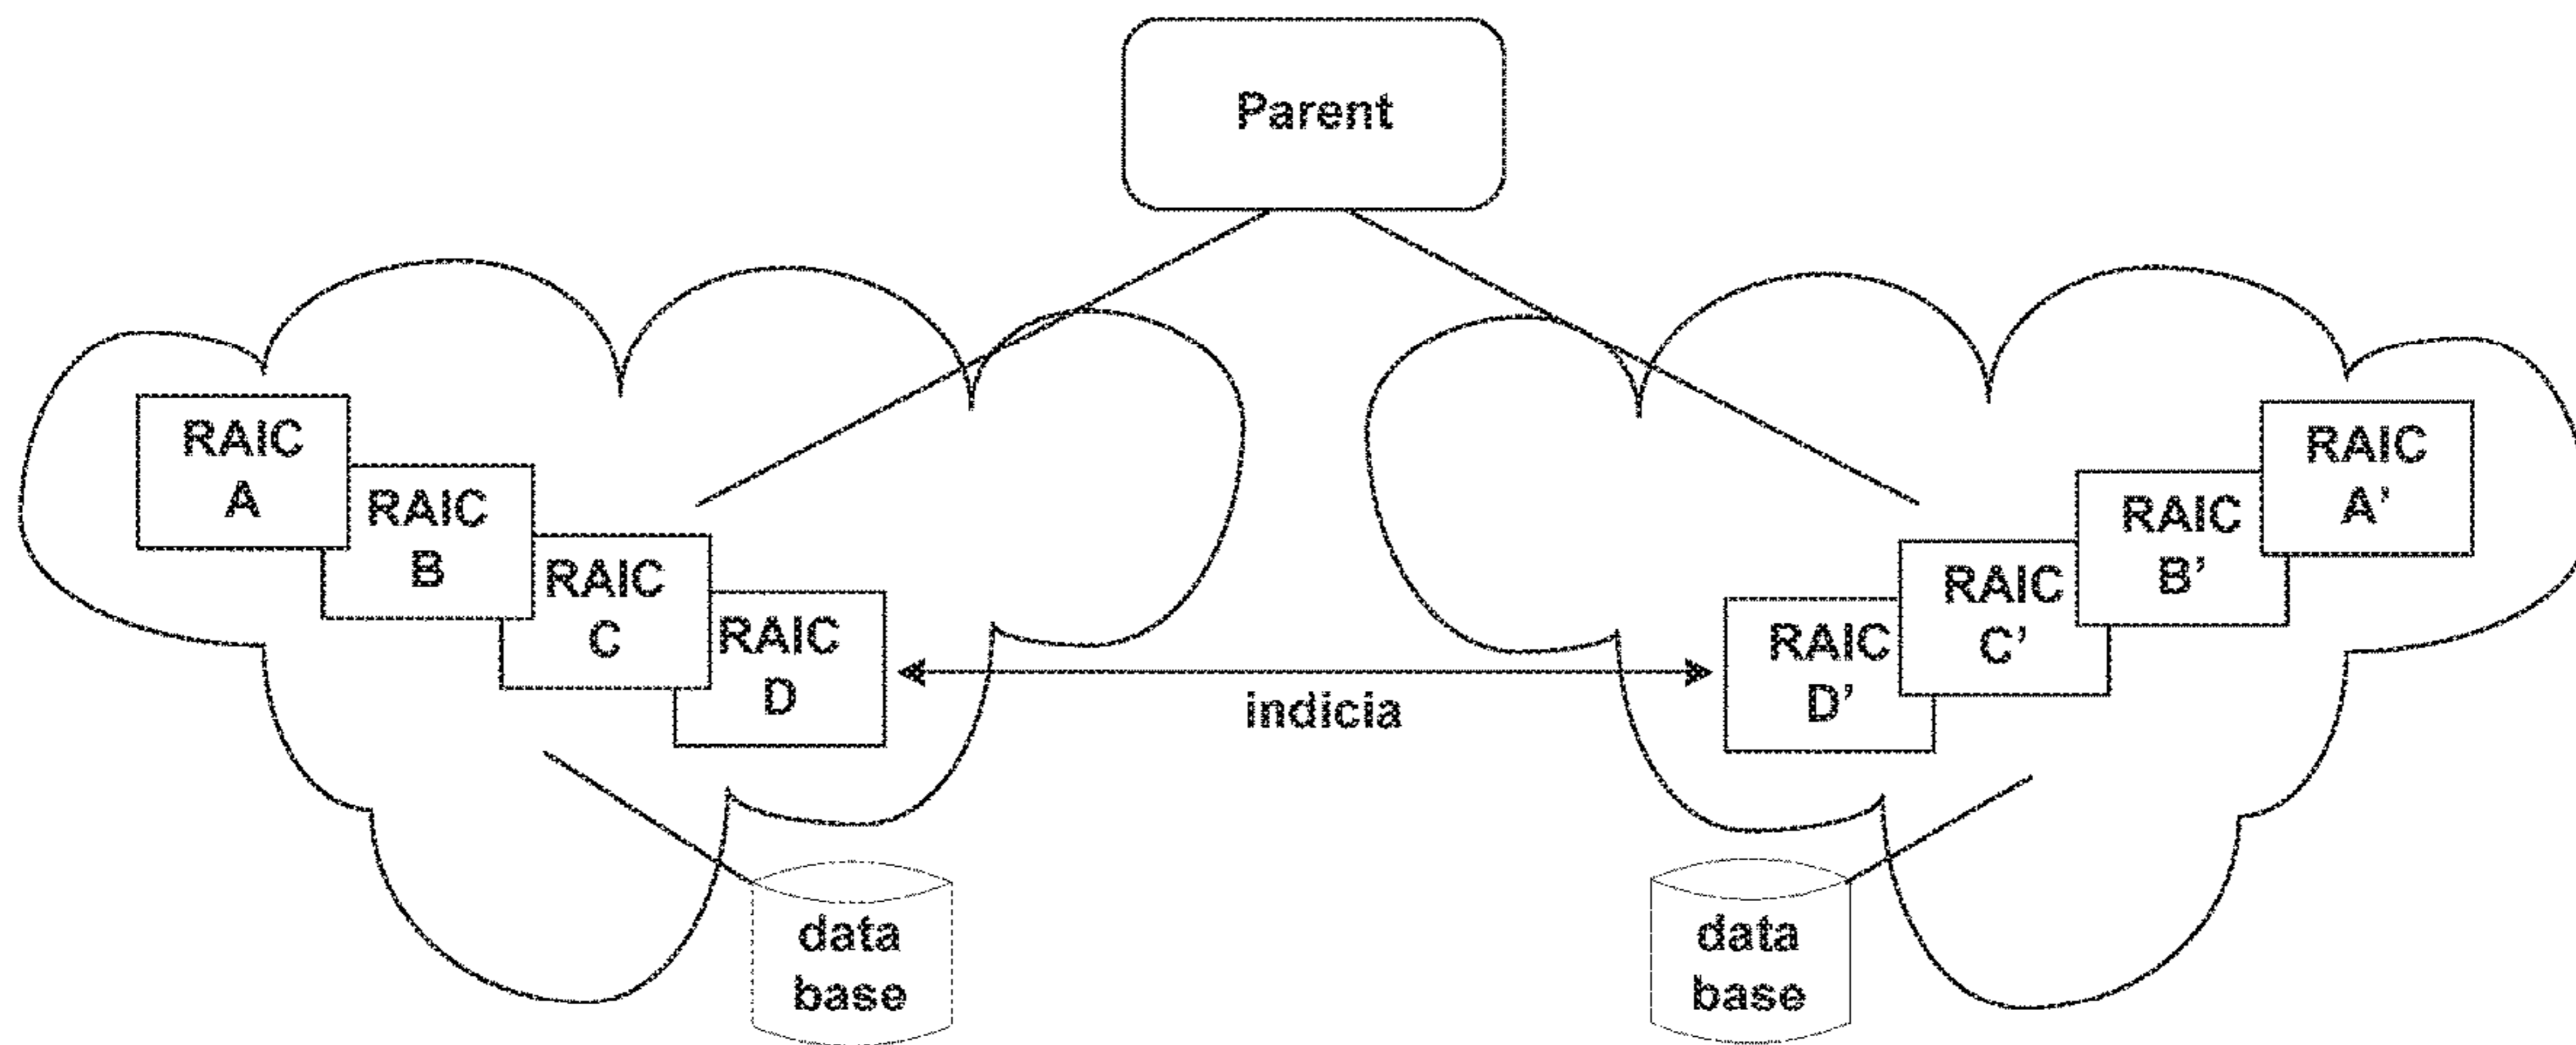 Parent
RAIC
A
RAIC
B
RAIC
C
RAIC
D
indicia
RAIC
D’
RAIC
C’
RAIC
B’
RAIC
A’
data
base
data
base